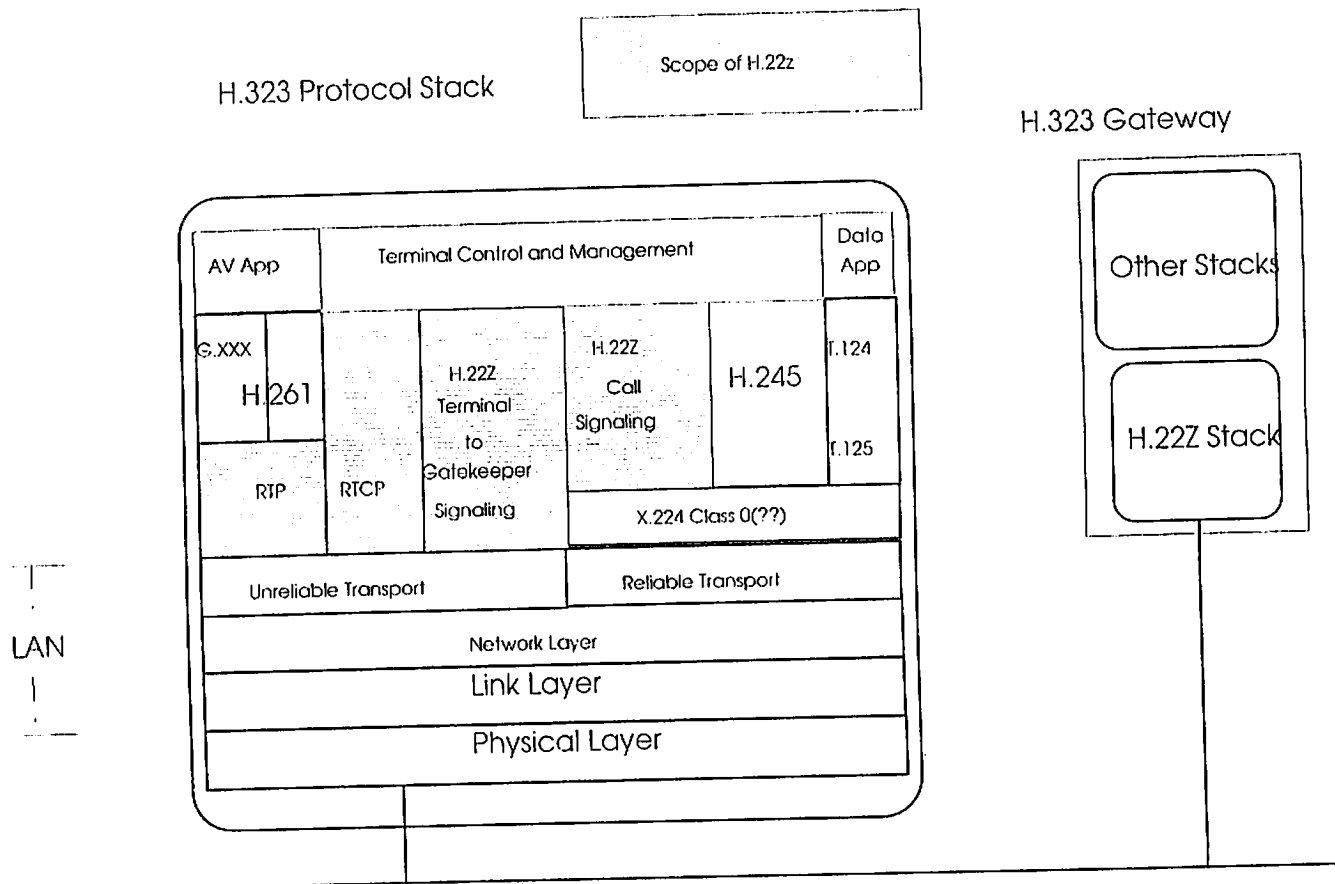 Scope of H.22z
H.323 Protocol Stack
H.323 Gateway
AV App
Terminal Control and Management
Data
App
Other Stacks
G.XXX
H.261
H.22Z
Terminal
to
Gatekeeper
Signaling
H.22Z
Call
Signaling
H.245
T.124
T.125
H.22Z Stack
RTP
RTCP
X.224 Class 0(??)
Unreliable Transport
Reliable Transport
LAN
Network Layer
Link Layer
Physical Layer